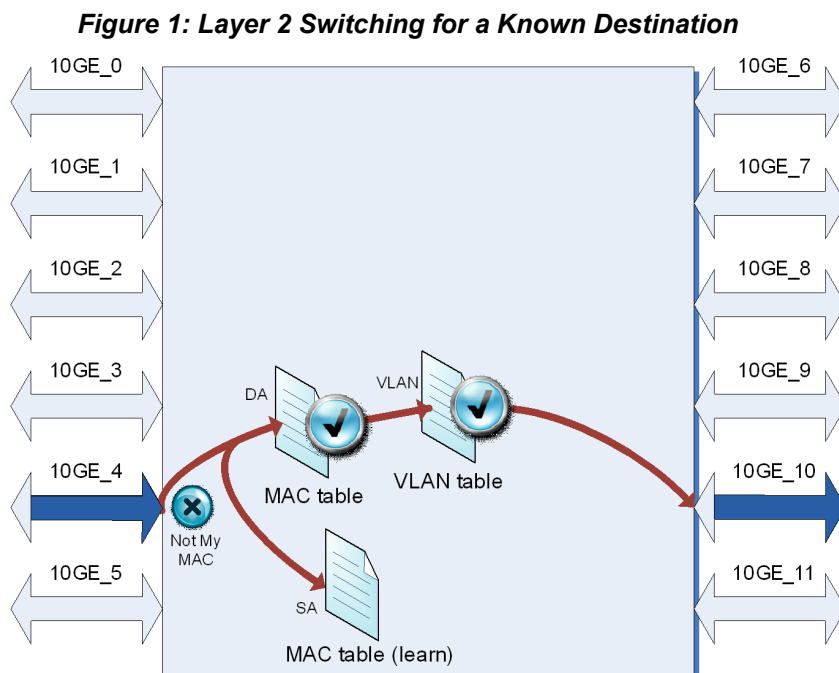 Figure 1: Layer 2 Switching for a Known Destination
10GE_0
10GE_6
10GE_1
10GE_7
10GE_2
10GE_8
10GE_3
10GE_9
DA
VLAN
MAC table
VLAN table
10GE_4
10GE_10
Not My
MAC
10GE_5
10GE_11
SA
MAC table (learn)